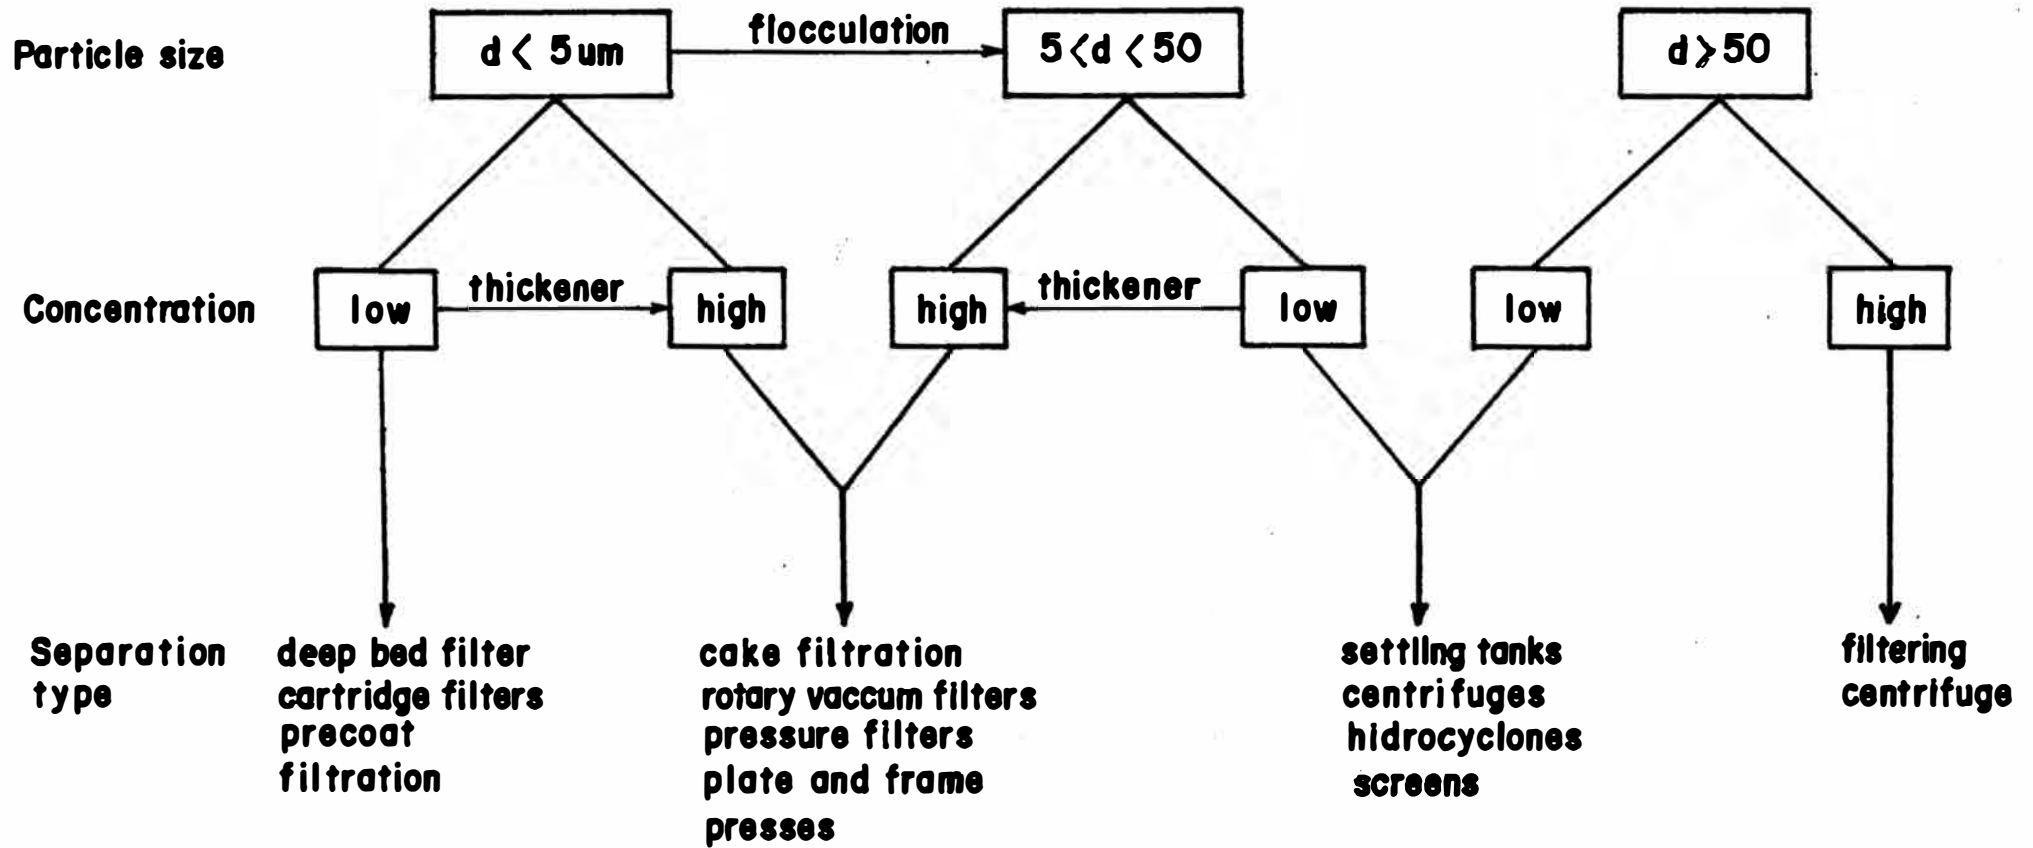 Particle size
d < 5um
flocculation
5<d <50
d>50
Concentration
low
thickener
high
high
thickener
low
low
high
Separation
type
deep bed filter
cartridge filters
precoat
filtration
cake filtration
rotary vaccum filters
pressure filters
plate and frame
presses
settling tanks
centrifuges
hidrocyclones
screens
filtering
centrifuge